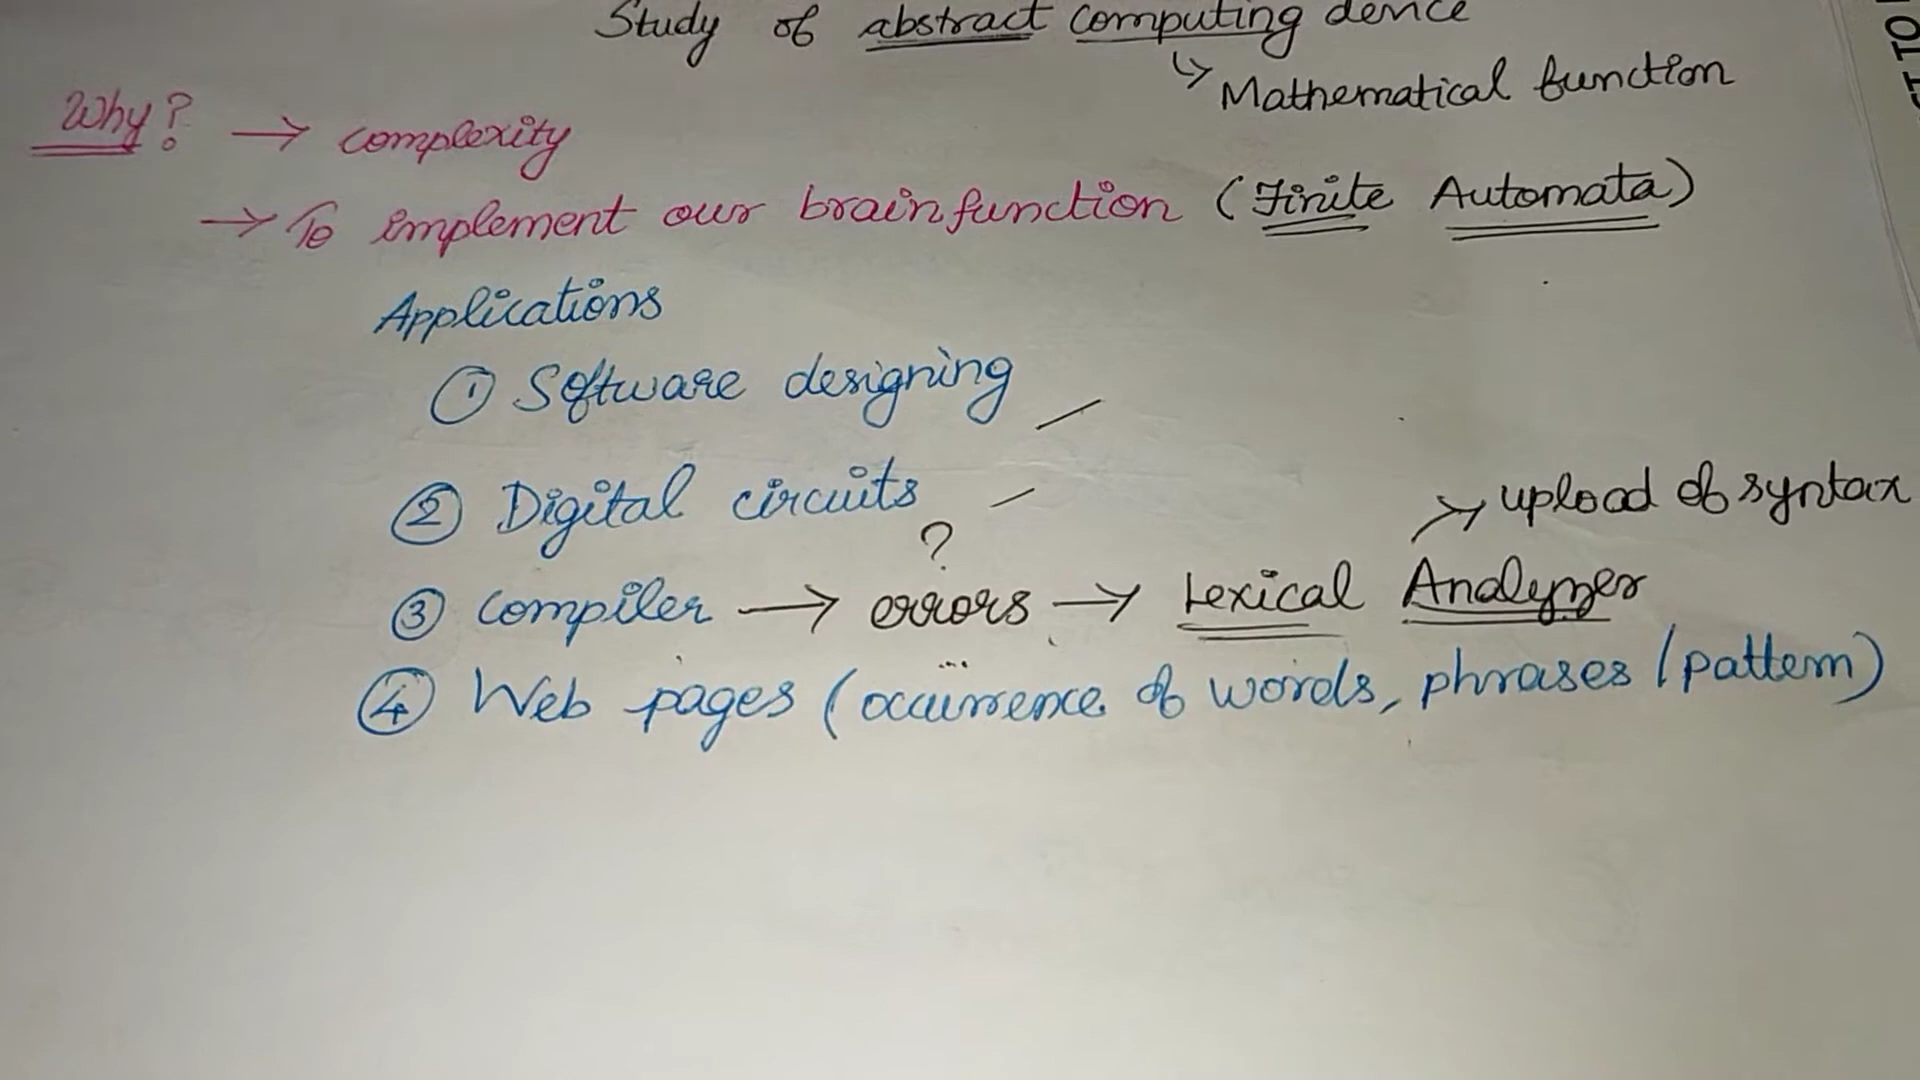 Study of abstract computing device
↳ Mathematical function
Why? → complexity
→ To implement our brain function (Finite Automata)
Applications
① Software designing
② Digital circuits
→ upload of syntax
?
③ Compiler → errors → Lexical Analyzer
④ Web pages (occurrence of words, phrases / pattern)